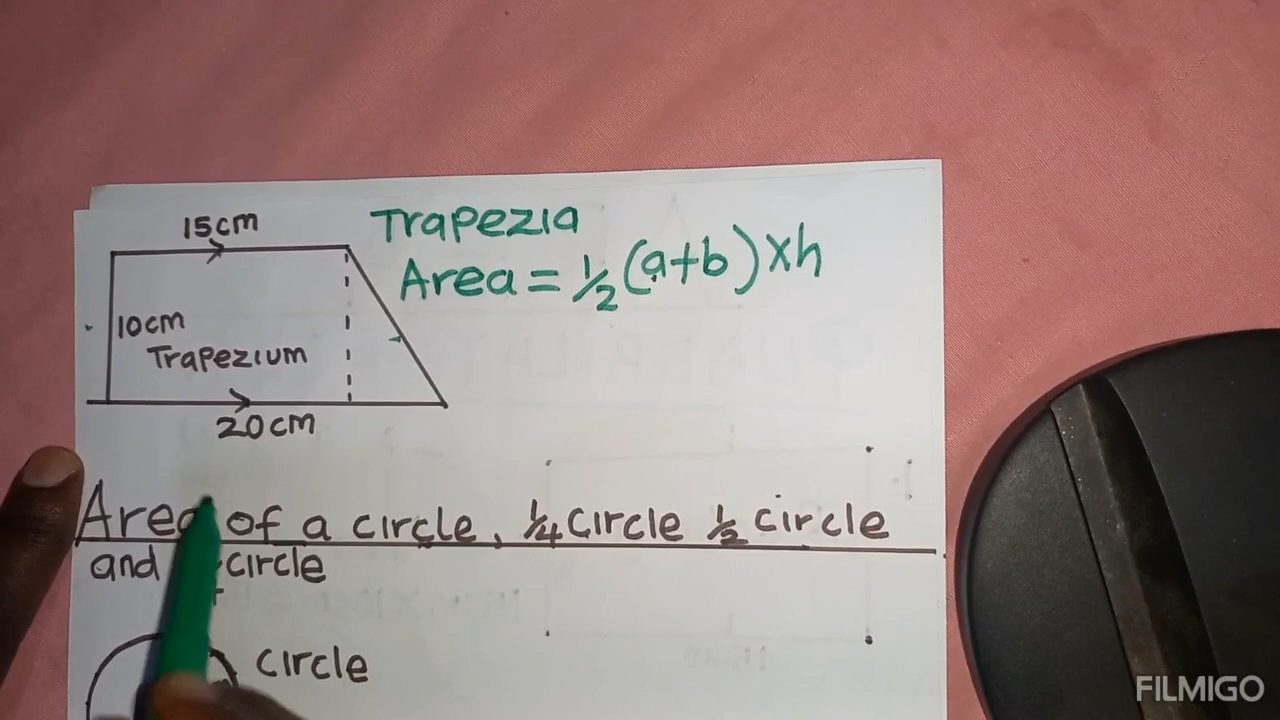 15cm
Trapezia
Area = ½ (a+b) x h
10cm
Trapezium
20cm
Area of a circle, ¼ circle ½ circle
and circle
circle
FILMIGO